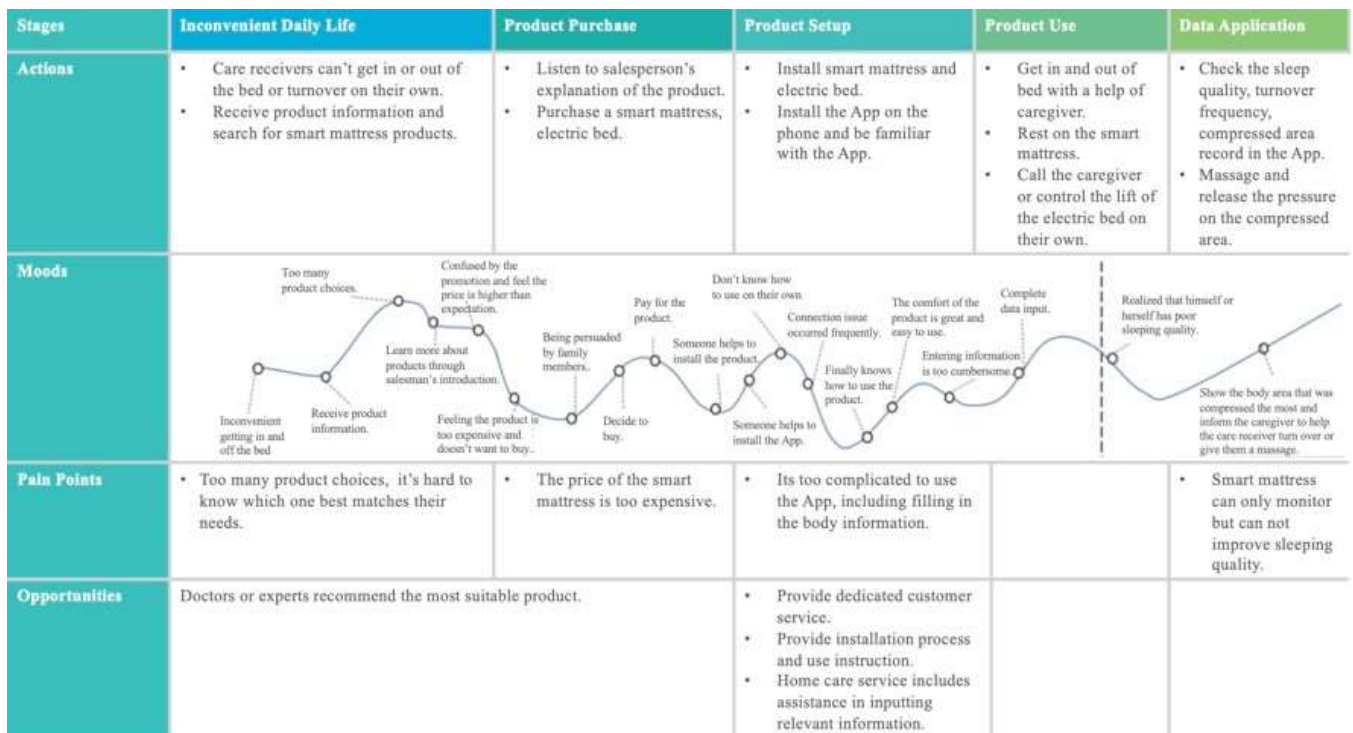 Stages
Inconvenient Daily Life
Product Purchase
Product Setup
Product Use
Data Application
Actions
• Care receivers can't get in or out of
the bed or turnover on their own.
• Receive product information and
search for smart mattress products.
• Listen to salesperson's
explanation of the product.
• Purchase a smart mattress,
electric bed.
• Install smart mattress and
electric bed.
• Install the App on the
phone and be familiar
with the App.
• Get in and out of
bed with a help of
caregiver.
• Rest on the smart
mattress.
• Call the caregiver
or control the lift of
the electric bed on
their own.
• Check the sleep
quality, turnover
frequency,
compressed area
record in the App.
• Massage and
release the pressure
on the compressed
area.
Moods
Inconvenient
getting in and
off the bed
Receive product
information.
Too many
product choices.
Learn more about
products through
salesman's introduction.
Confused by the
promotion and feel the
price is higher than
expectation.
Feeling the product is
too expensive and
doesn't want to buy..
Being persuaded
by family
members..
Decide to
buy.
Pay for the
product.
Someone helps to
install the product.
Someone helps to
install the App.
Don't know how
to use on their own
Connection issue
occurred frequently.
Finally knows
how to use the
product.
The comfort of the
product is great and
easy to use.
Entering information
is too cumbersome.
Complete
data input.
Realized that himself or
herself has poor
sleeping quality.
Show the body area that was
compressed the most and
inform the caregiver to help
the care receiver turn over or
give them a massage.
Pain Points
• Too many product choices, it's hard to
know which one best matches their
needs.
• The price of the smart
mattress is too expensive.
• Its too complicated to use
the App, including filling in
the body information.
• Smart mattress
can only monitor
but can not
improve sleeping
quality.
Opportunities
Doctors or experts recommend the most suitable product.
• Provide dedicated customer
service.
• Provide installation process
and use instruction.
• Home care service includes
assistance in inputting
relevant information.